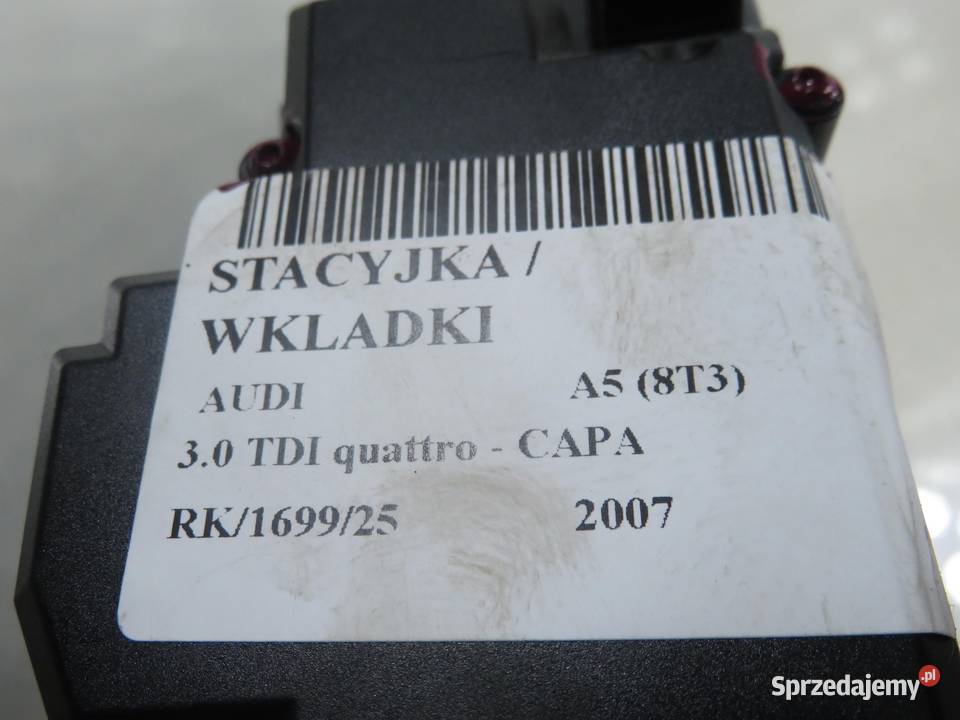 STACYJKA /
WKLADKI
AUDI A5 (8T3)
3.0 TDI quattro - CAPA
RK/1699/25 2007
Sprzedajemy.pl